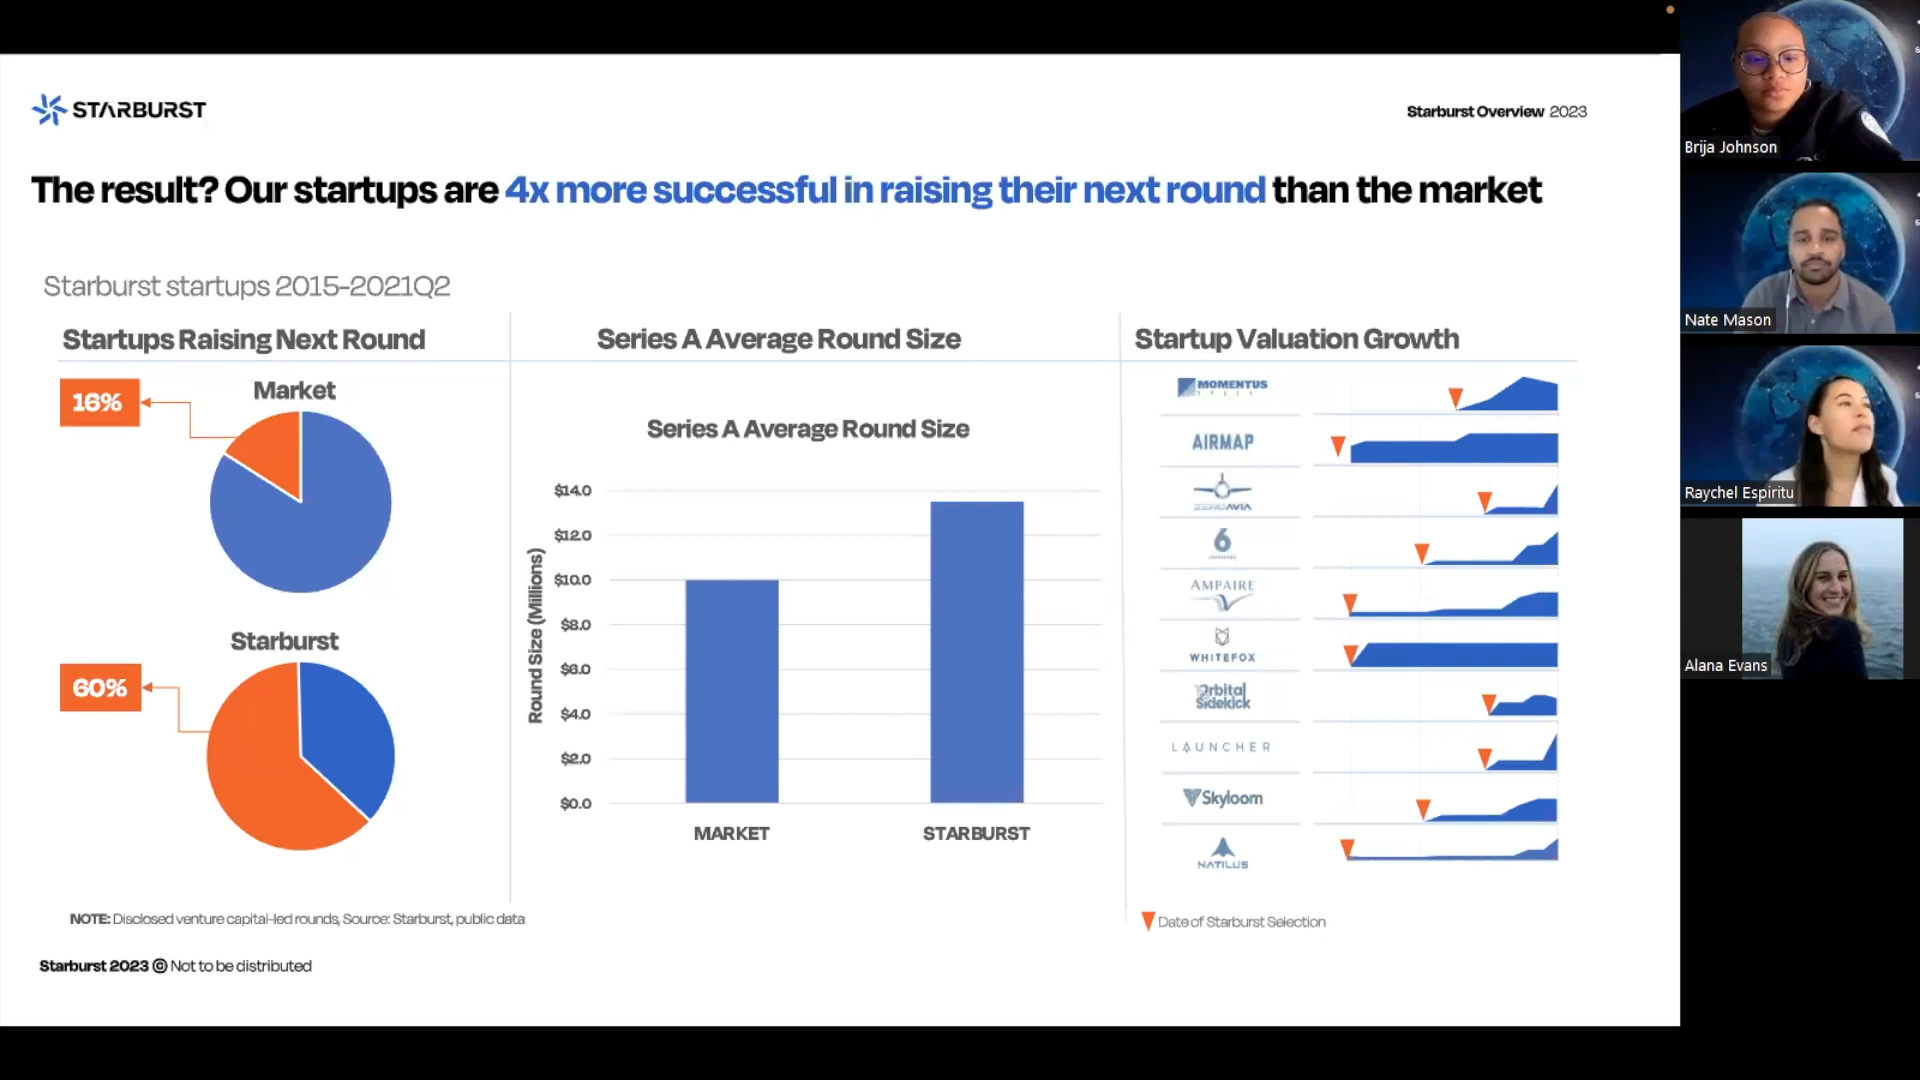 STARBURST
Starburst Overview 2023
The result? Our startups are 4x more successful in raising their next round than the market
Starburst startups 2015-2021Q2
Startups Raising Next Round
Market
16%
Starburst
60%
Series A Average Round Size
Series A Average Round Size
Round Size (Millions)
$14.0
$12.0
$10.0
$8.0
$6.0
$4.0
$2.0
$0.0
MARKET
STARBURST
Startup Valuation Growth
MOMENTUS
AIRMAP
ZEROAVIA
6
AMPAIRE
WHITEFOX
Orbital
Sidekick
LAUNCHER
Skyloom
NATILUS
NOTE: Disclosed venture capital-led rounds, Source: Starburst, public data
Date of Starburst Selection
Starburst 2023 © Not to be distributed
Brija Johnson
Nate Mason
Raychel Espiritu
Alana Evans